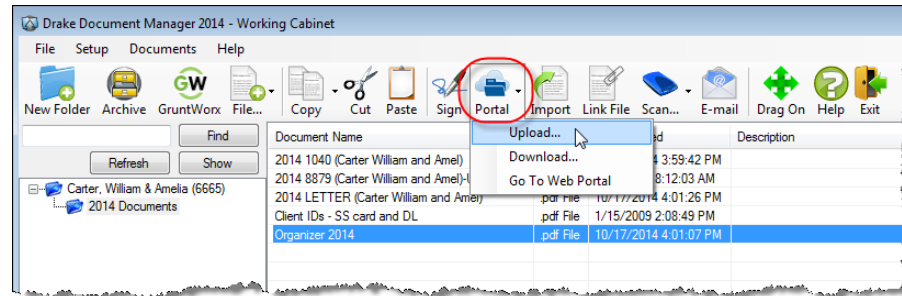 Drake Document Manager 2014 - Working Cabinet
File Setup Documents Help
GW
New Folder Archive GruntWorx File... Copy Cut Paste Sign Portal Import Link File Scan... E-mail Drag On Help Exit
Find
Refresh Show
Carter, William & Amelia (6665)
2014 Documents
Document Name Description
Upload...
Download...
Go To Web Portal
2014 1040 (Carter William and Amel) 3:59:42 PM
2014 8879 (Carter William and Amel)- 8:12:03 AM
2014 LETTER (Carter William and Amel) .pdf File 10/17/2014 4:01:26 PM
Client IDs - SS card and DL .pdf File 1/15/2009 2:08:49 PM
Organizer 2014 .pdf File 10/17/2014 4:01:07 PM